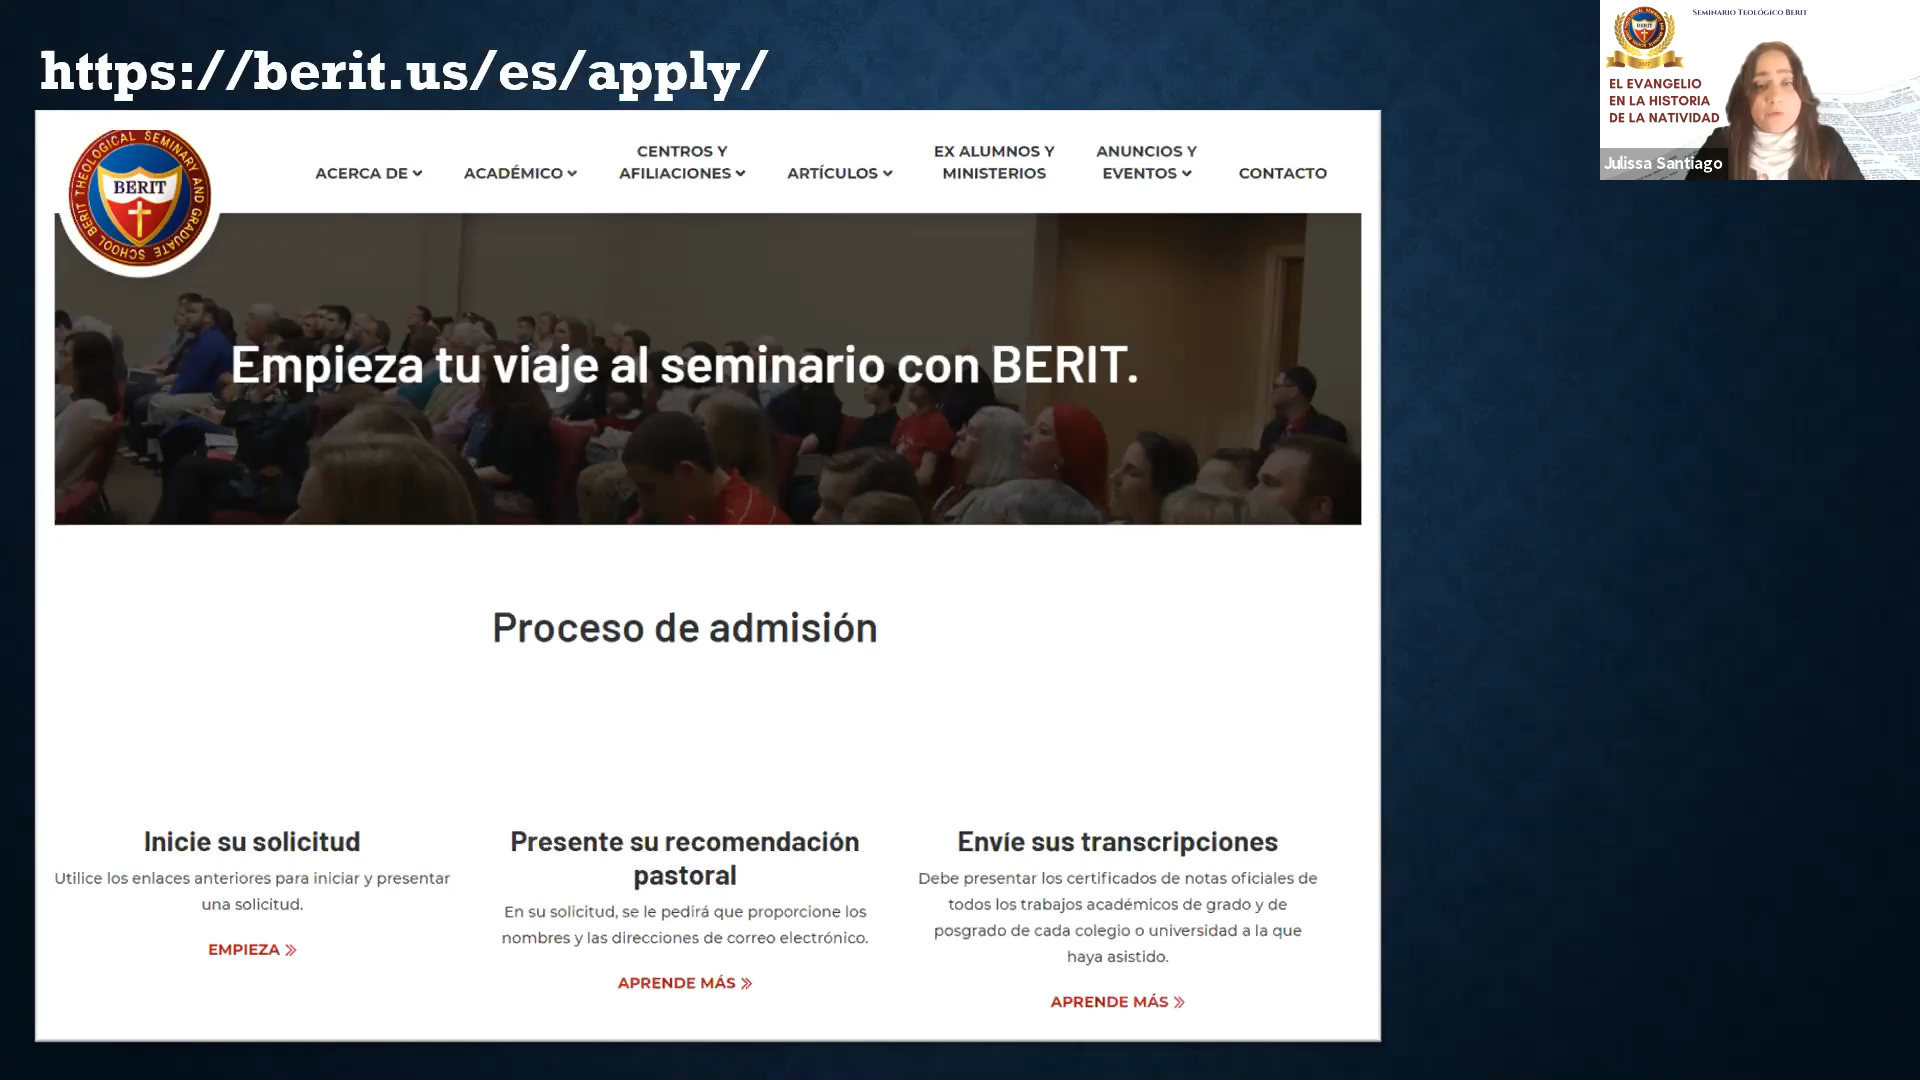 https://berit.us/es/apply/
BERIT THEOLOGICAL SEMINARY AND GRADUATE SCHOOL
BERIT
ACERCA DE
ACADÉMICO
CENTROS Y
AFILIACIONES
ARTÍCULOS
EX ALUMNOS Y
MINISTERIOS
ANUNCIOS Y
EVENTOS
CONTACTO
Empieza tu viaje al seminario con BERIT.
Proceso de admisión
Inicie su solicitud
Utilice los enlaces anteriores para iniciar y presentar
una solicitud.
EMPIEZA
Presente su recomendación
pastoral
En su solicitud, se le pedirá que proporcione los
nombres y las direcciones de correo electrónico.
APRENDE MÁS
Envíe sus transcripciones
Debe presentar los certificados de notas oficiales de
todos los trabajos académicos de grado y de
posgrado de cada colegio o universidad a la que
haya asistido.
APRENDE MÁS
Seminario Teológico Berit
BERIT
EL EVANGELIO
EN LA HISTORIA
DE LA NATIVIDAD
Julissa Santiago